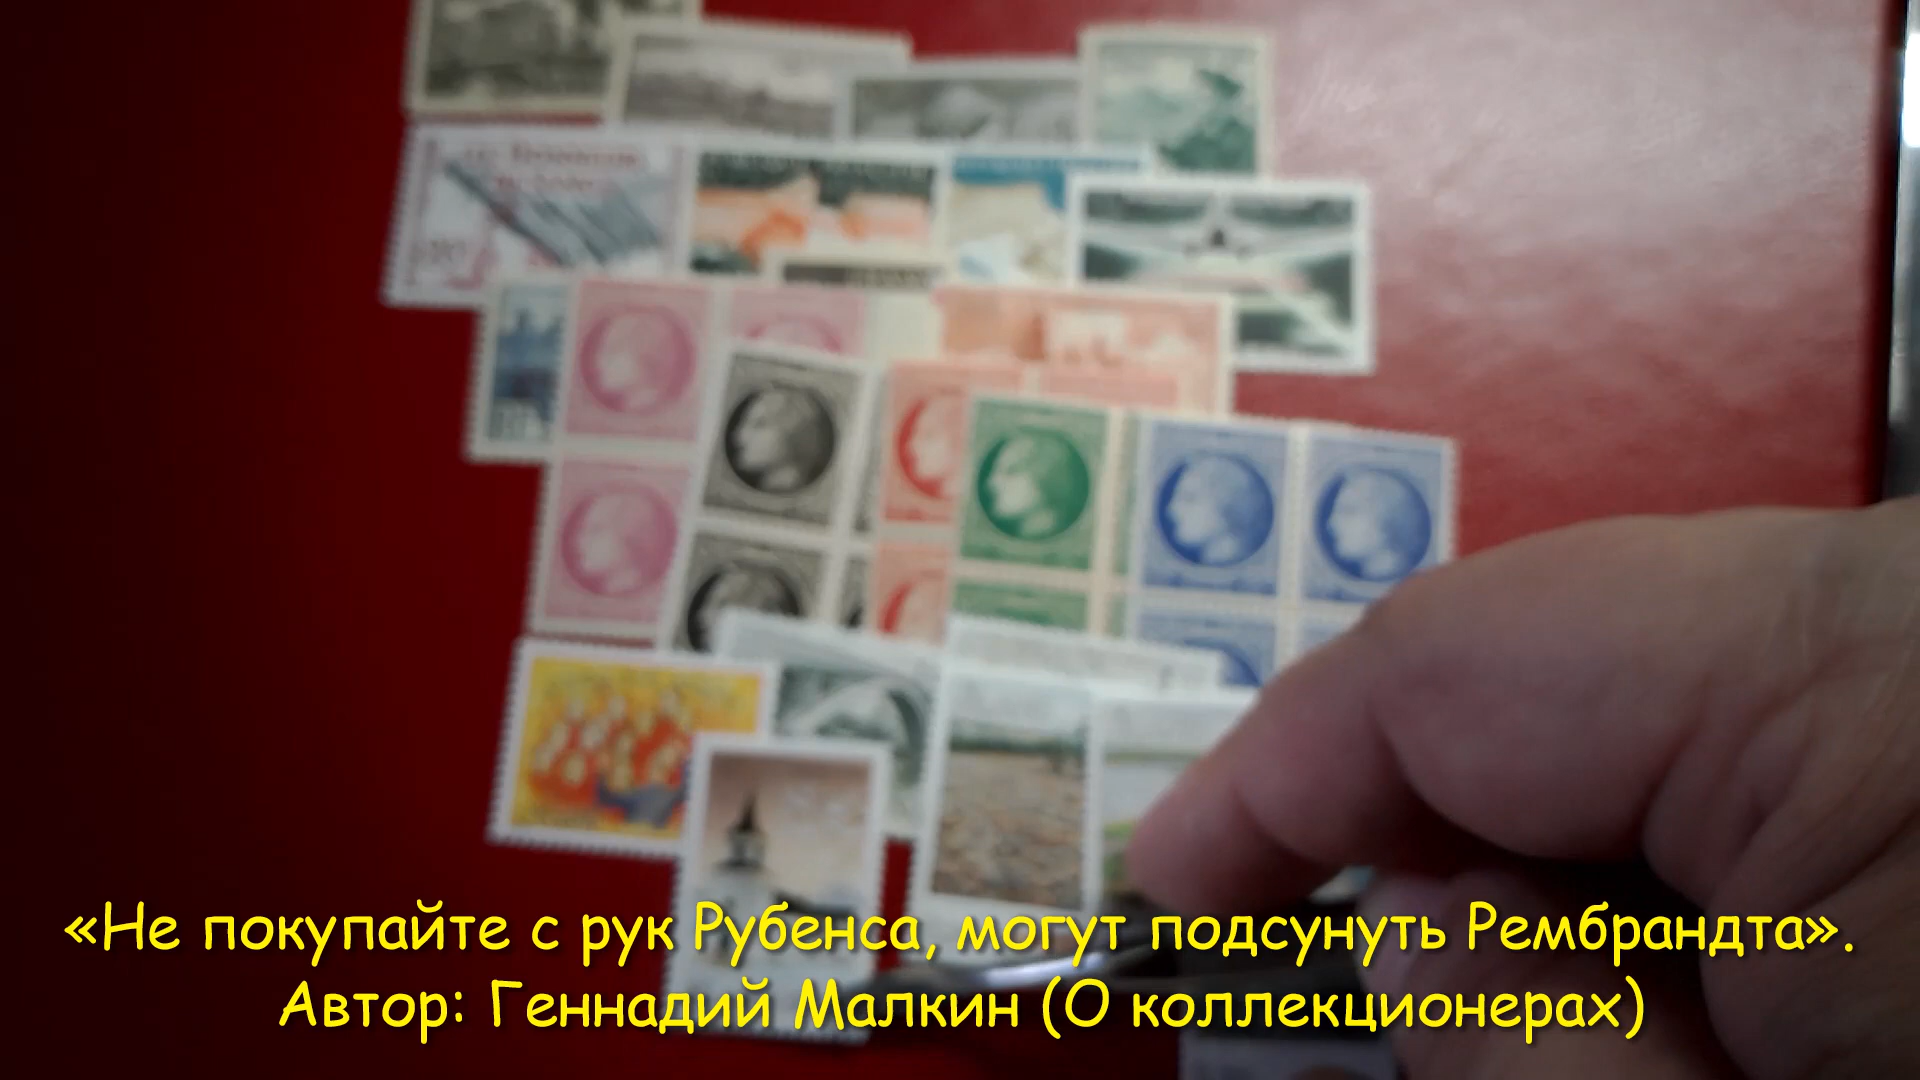 «Не покупайте с рук Рубенса, могут подсунуть Рембрандта».
Автор: Геннадий Малкин (О коллекционерах)